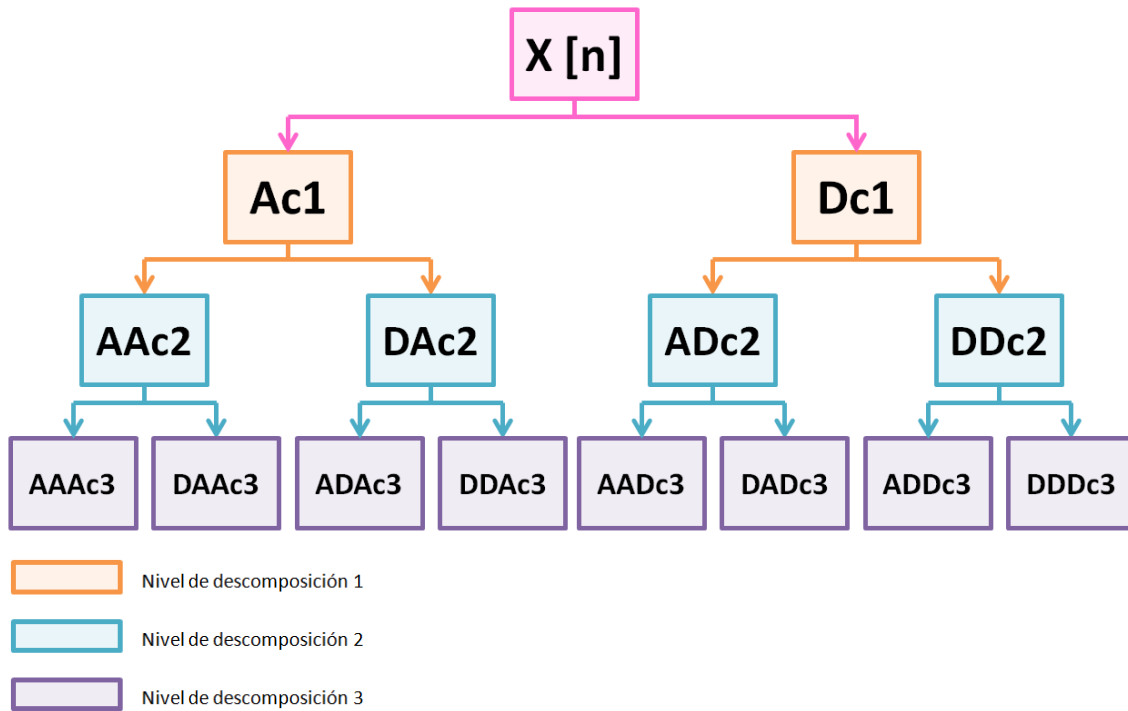 X [n]
Ac1
Dc1
AAc2
DAc2
ADc2
DDc2
AAAc3
DAAc3
ADAc3
DDAc3
AADc3
DADc3
ADDc3
DDDc3
Nivel de descomposición 1
Nivel de descomposición 2
Nivel de descomposición 3